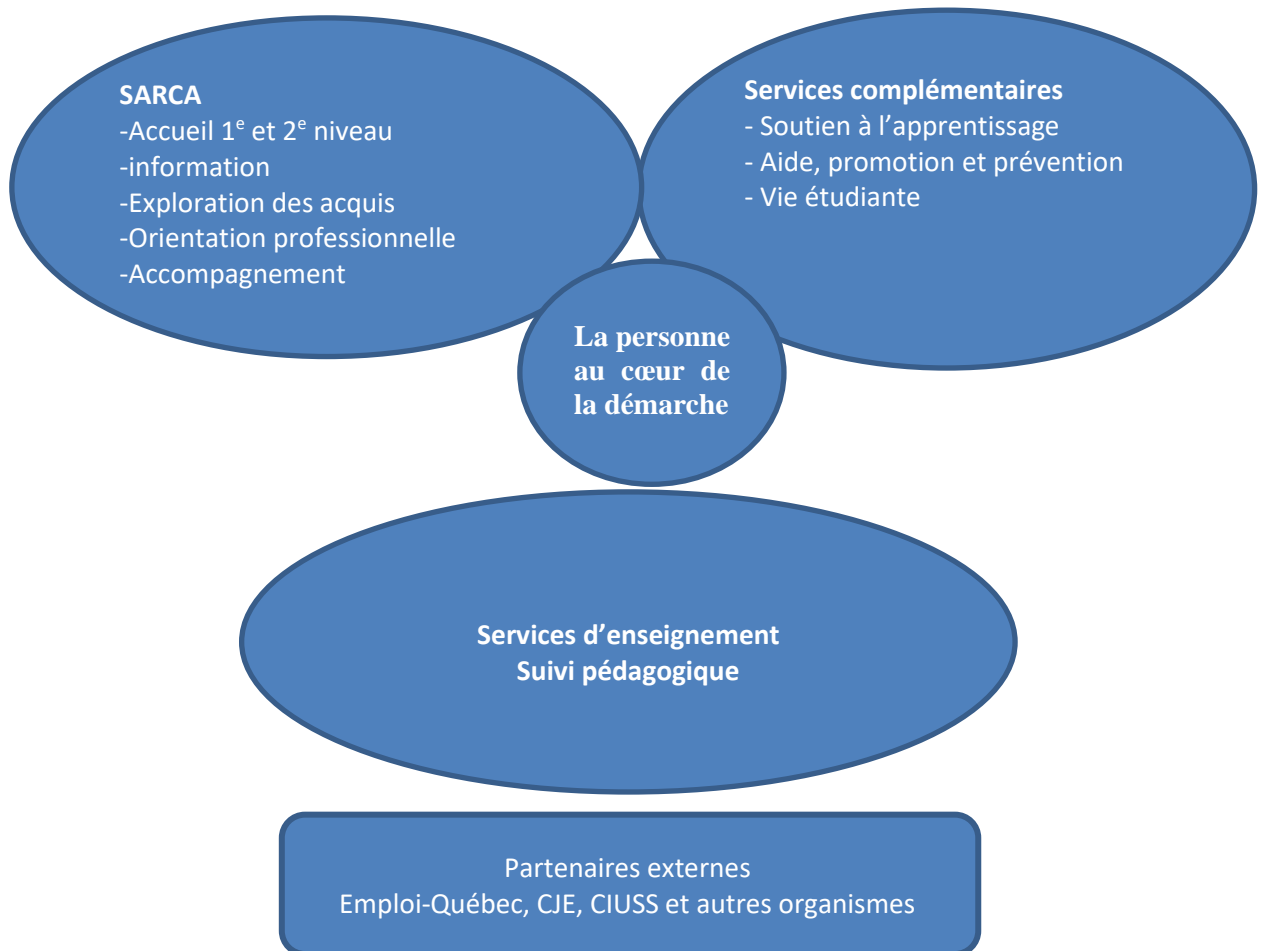 SARCA
-Accueil 1e et 2e niveau
-information
-Exploration des acquis
-Orientation professionnelle
-Accompagnement
Services complémentaires
- Soutien à l’apprentissage
- Aide, promotion et prévention
- Vie étudiante
La personne
au cœur de
la démarche
Services d’enseignement
Suivi pédagogique
Partenaires externes
Emploi-Québec, CJE, CIUSS et autres organismes